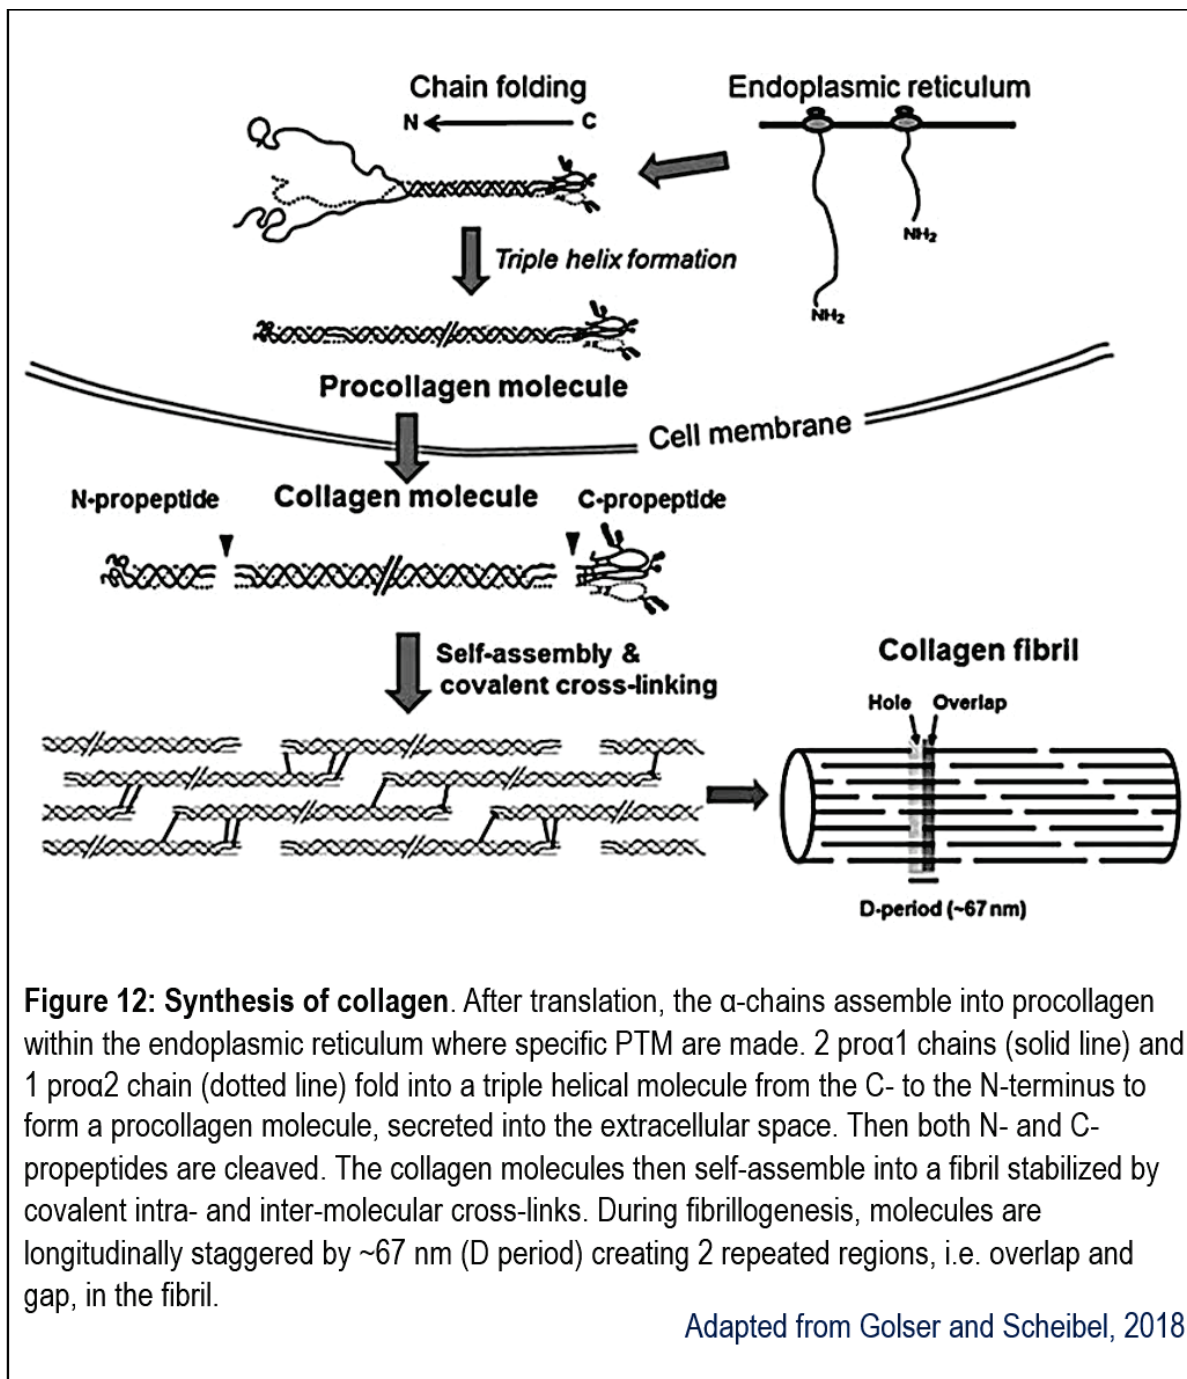 Chain folding
Endoplasmic reticulum
N
C
NH₂
NH₂
Triple helix formation
Procollagen molecule
Cell membrane
N-propeptide
Collagen molecule
C-propeptide
Self-assembly &
covalent cross-linking
Collagen fibril
Hole
Overlap
D-period (~67 nm)
Figure 12: Synthesis of collagen. After translation, the α-chains assemble into procollagen
within the endoplasmic reticulum where specific PTM are made. 2 proα1 chains (solid line) and
1 proα2 chain (dotted line) fold into a triple helical molecule from the C- to the N-terminus to
form a procollagen molecule, secreted into the extracellular space. Then both N- and C-
propeptides are cleaved. The collagen molecules then self-assemble into a fibril stabilized by
covalent intra- and inter-molecular cross-links. During fibrillogenesis, molecules are
longitudinally staggered by ~67 nm (D period) creating 2 repeated regions, i.e. overlap and
gap, in the fibril.
Adapted from Golser and Scheibel, 2018